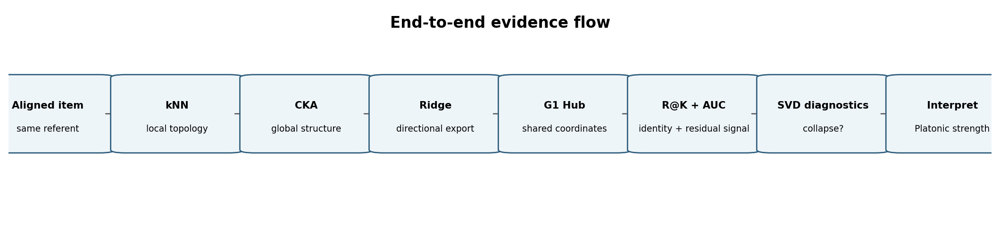 End-to-end evidence flow
Aligned item
same referent
kNN
local topology
CKA
global structure
Ridge
directional export
G1 Hub
shared coordinates
R@K + AUC
identity + residual signal
SVD diagnostics
collapse?
Interpret
Platonic strength